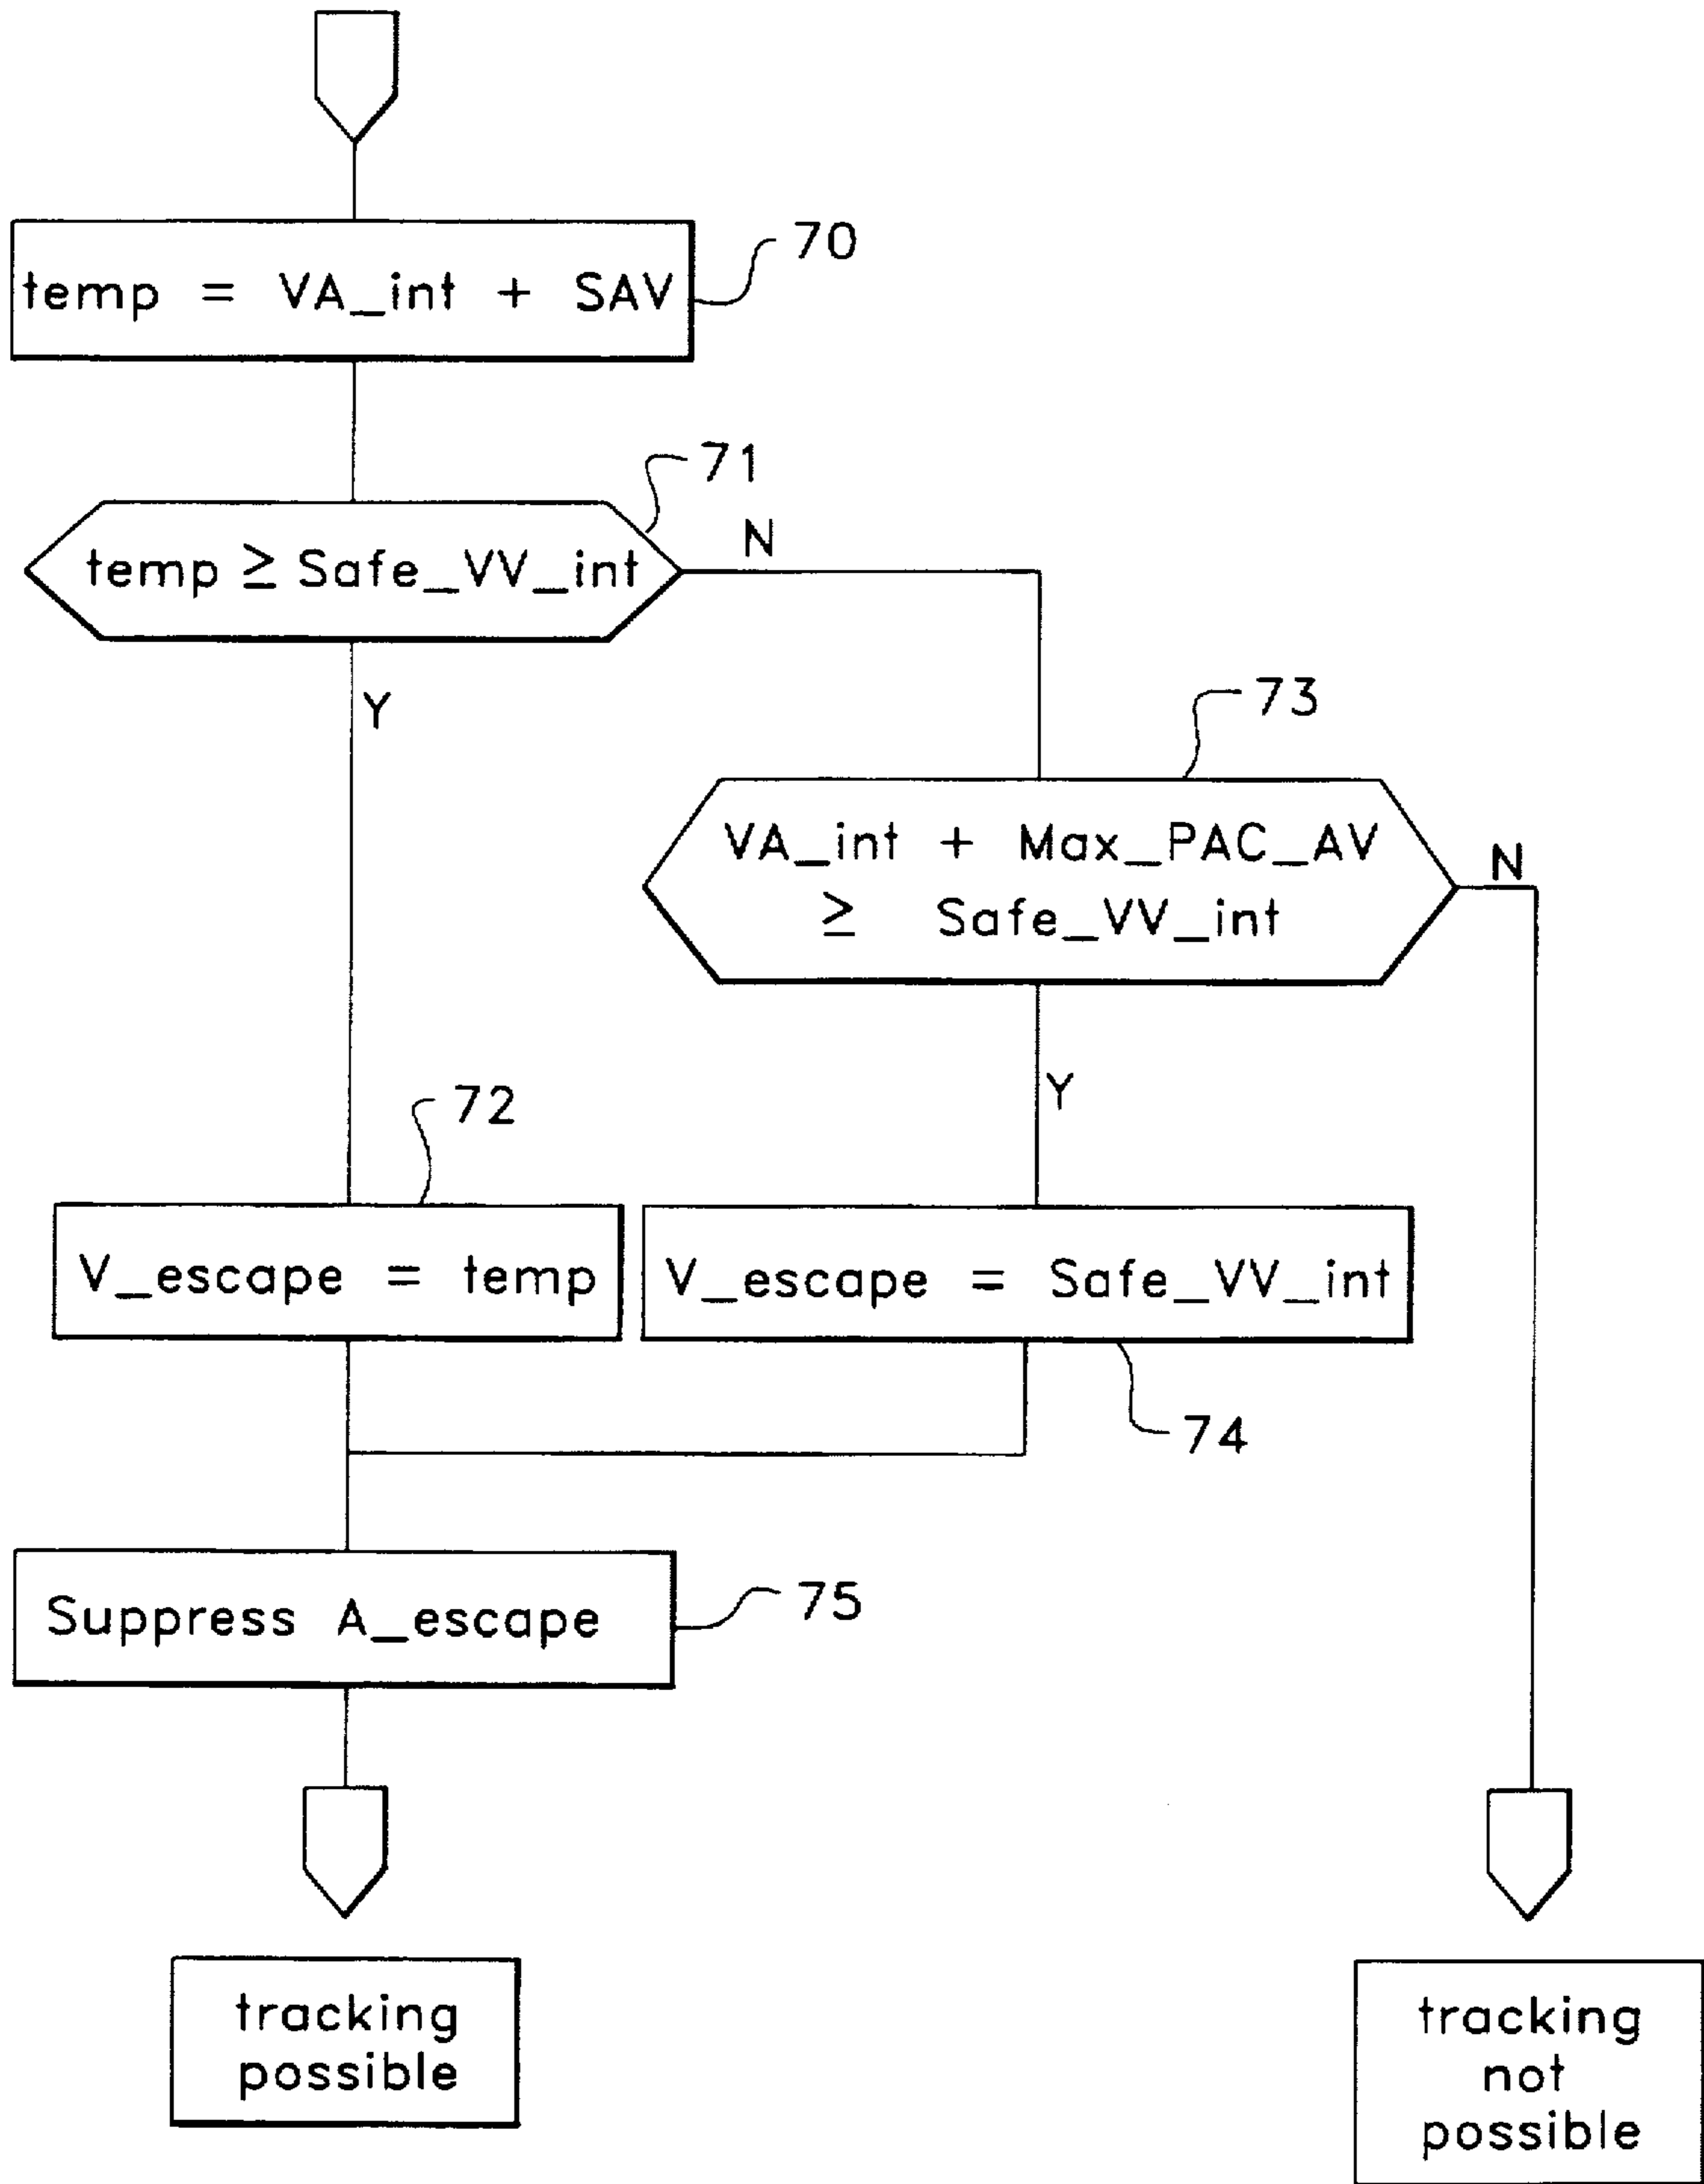 70
temp = VA_int + SAV
71
N
temp ≥ Safe_VV_int
Y
73
VA_int + Max_PAC_AV
≥ Safe_VV_int
N
Y
72
V_escape = temp
V_escape = Safe_VV_int
74
Suppress A_escape
75
tracking
possible
tracking
not
possible